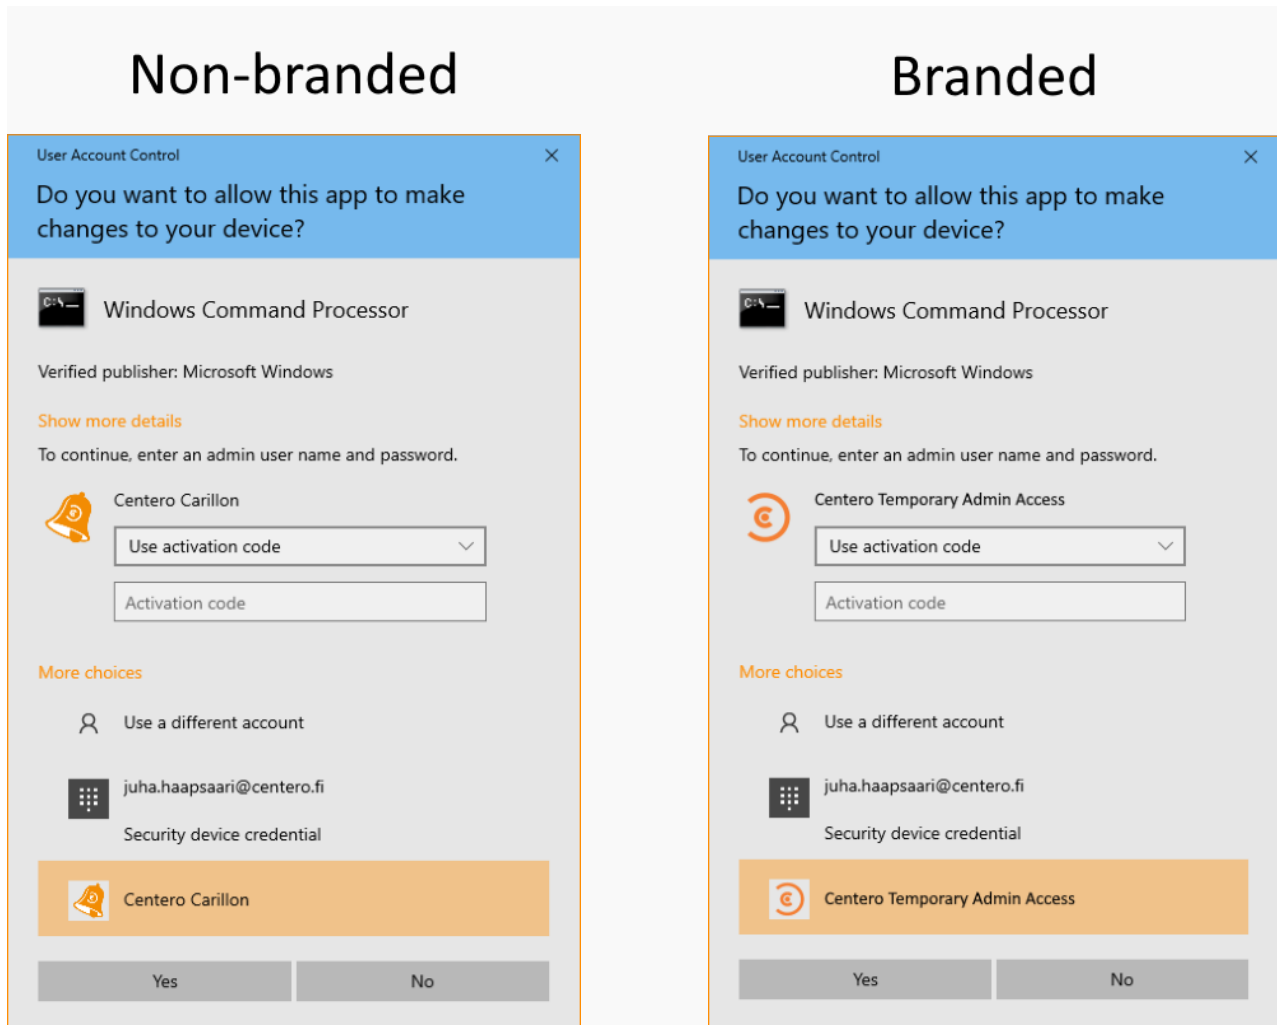 Non-branded
User Account Control
Do you want to allow this app to make
changes to your device?
C:\
Windows Command Processor
Verified publisher: Microsoft Windows
Show more details
To continue, enter an admin user name and password.
Centero Carillon
Use activation code
Activation code
More choices
Use a different account
juha.haapsaari@centero.fi
Security device credential
Centero Carillon
Yes
No
Branded
User Account Control
Do you want to allow this app to make
changes to your device?
C:\
Windows Command Processor
Verified publisher: Microsoft Windows
Show more details
To continue, enter an admin user name and password.
Centero Temporary Admin Access
Use activation code
Activation code
More choices
Use a different account
juha.haapsaari@centero.fi
Security device credential
Centero Temporary Admin Access
Yes
No